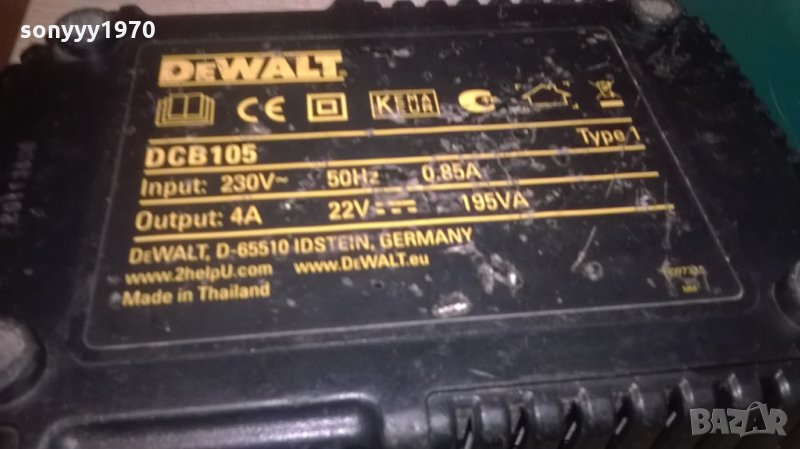 sonyyy1970
DEWALT
KEMA
EUR
DCB105
Type 1
Input: 230V~ 50Hz 0.85A
Output: 4A 22V 195VA
DEWALT, D-65510 IDSTEIN, GERMANY
www.2helpU.com www.DEWALT.eu
Made in Thailand
BAZAR